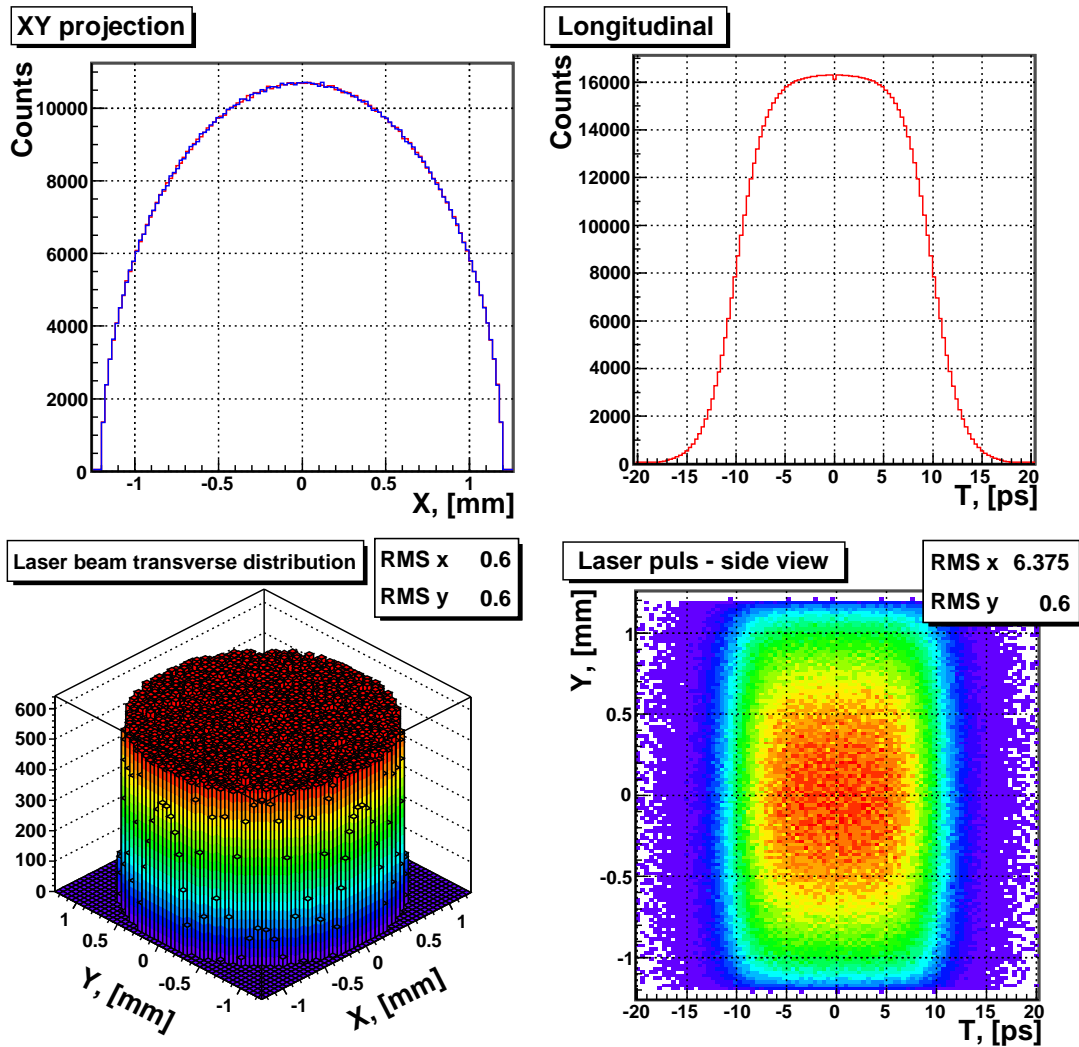 XY projection
Counts
10000
8000
6000
4000
2000
0
-1 -0.5 0 0.5 1
X, [mm]
Longitudinal
Counts
16000
14000
12000
10000
8000
6000
4000
2000
0
-20 -15 -10 -5 0 5 10 15 20
T, [ps]
Laser beam transverse distribution
RMS x 0.6
RMS y 0.6
600
500
400
300
200
100
0
1 0.5 0 -0.5 -1
Y, [mm]
-1 -0.5 0 0.5 1
X, [mm]
Laser puls - side view
RMS x 6.375
RMS y 0.6
Y, [mm]
1
0.5
0
-0.5
-1
-20 -15 -10 -5 0 5 10 15 20
T, [ps]